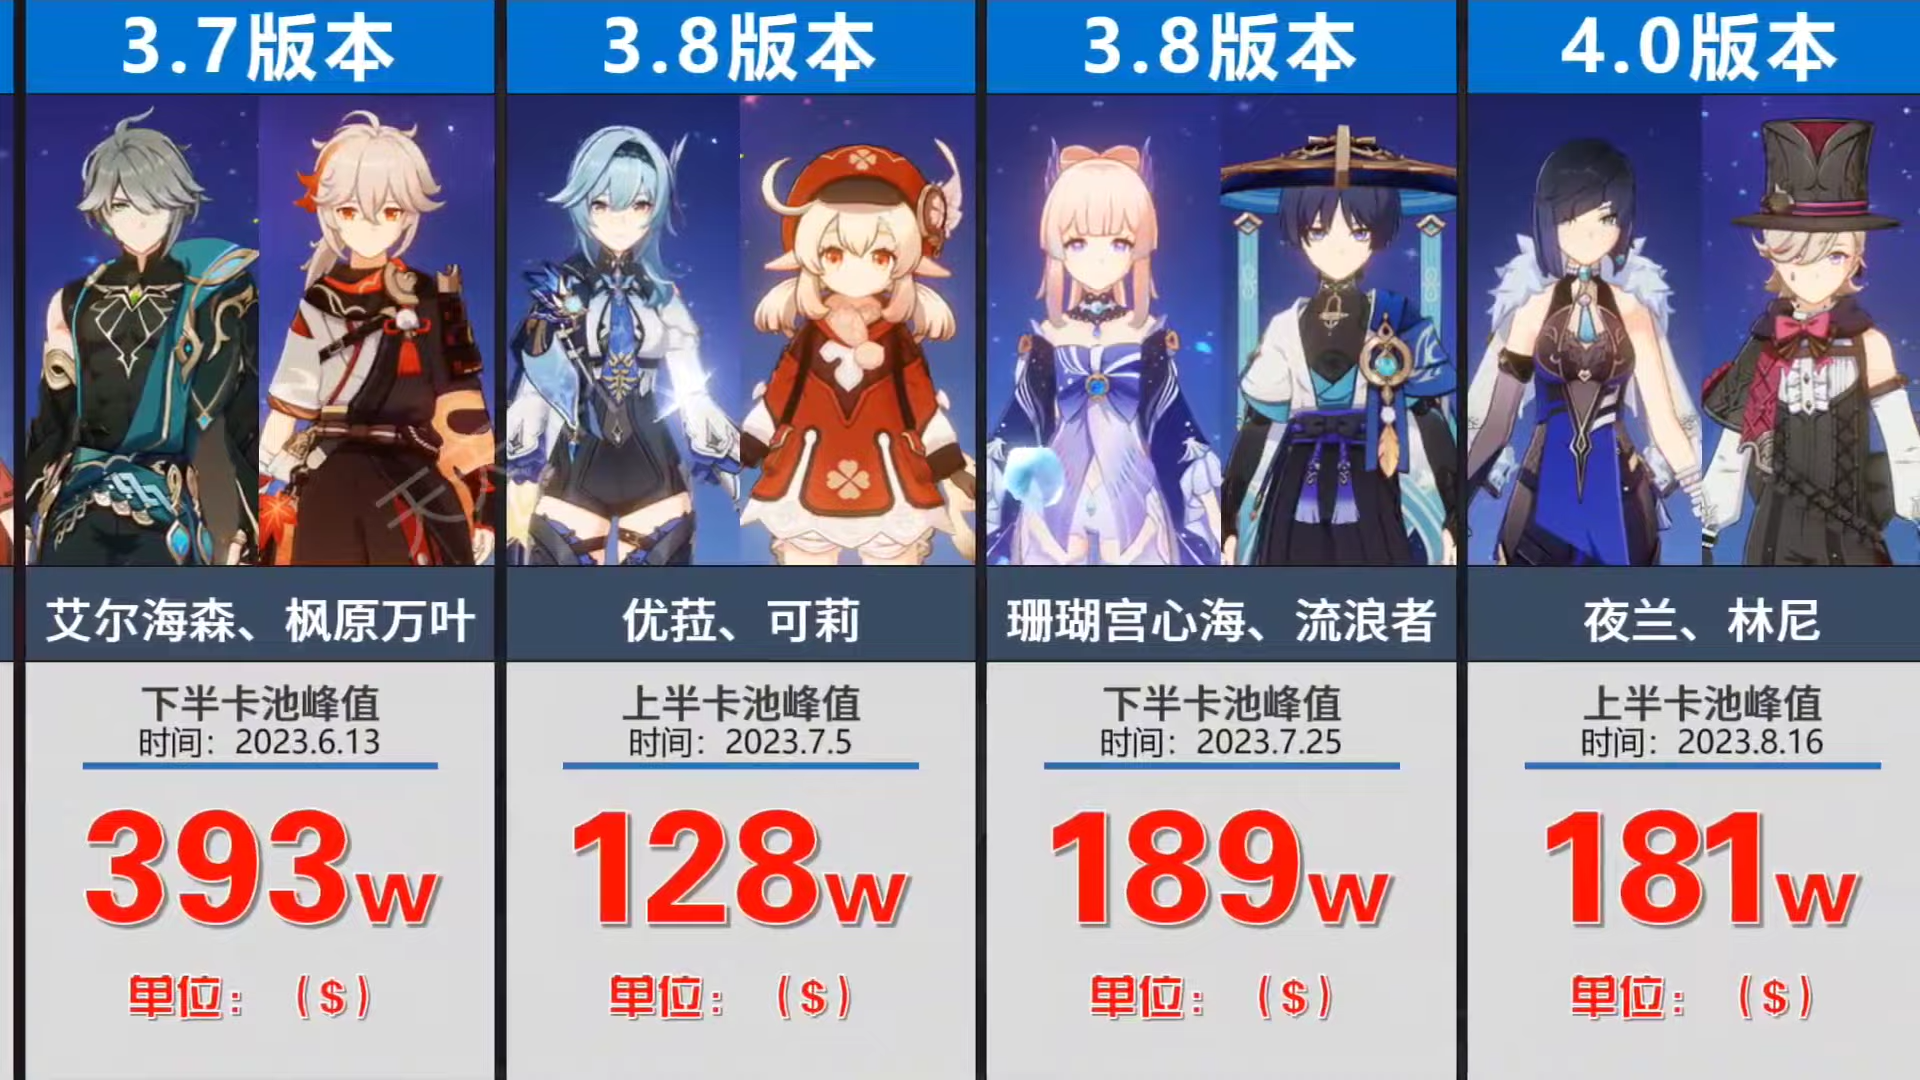 3.7版本
艾尔海森、枫原万叶
下半卡池峰值
时间：2023.6.13
393w
单位：（$）
3.8版本
优菈、可莉
上半卡池峰值
时间：2023.7.5
128w
单位：（$）
3.8版本
珊瑚宫心海、流浪者
下半卡池峰值
时间：2023.7.25
189w
单位：（$）
4.0版本
夜兰、林尼
上半卡池峰值
时间：2023.8.16
181w
单位：（$）